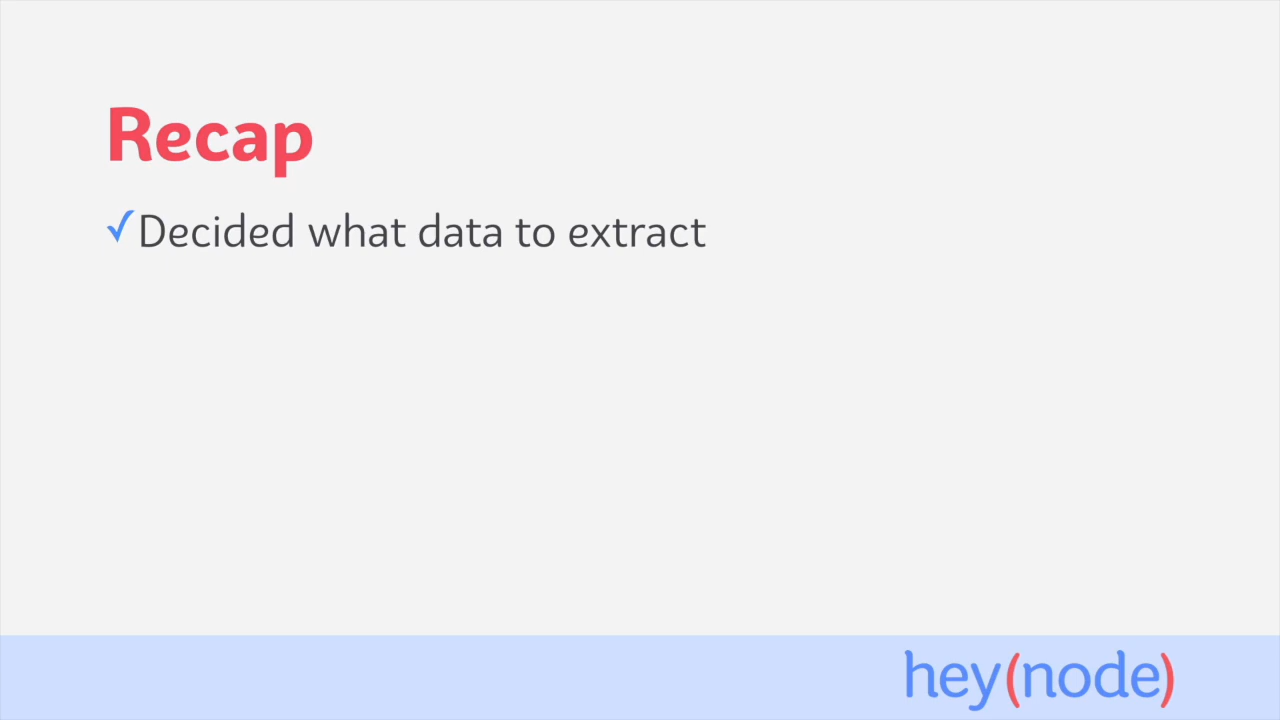 Recap
✓Decided what data to extract
hey(node)